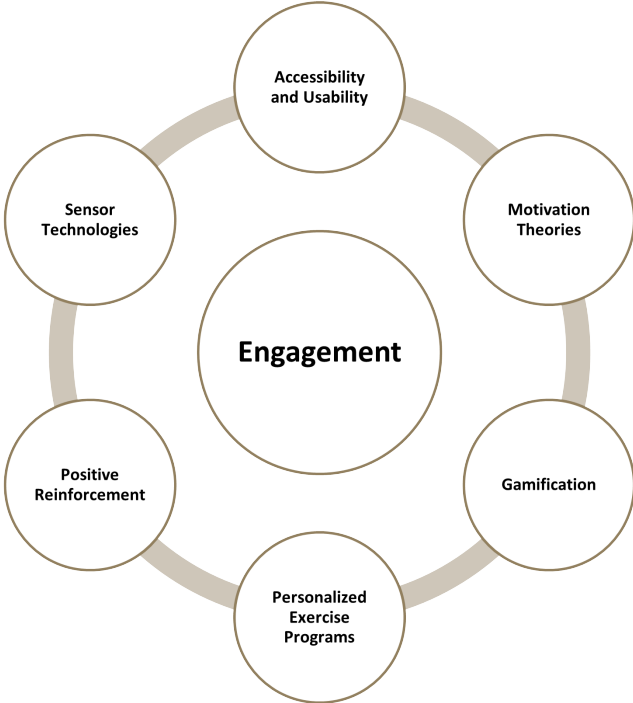 Accessibility
and Usability
Sensor
Technologies
Motivation
Theories
Engagement
Positive
Reinforcement
Gamification
Personalized
Exercise
Programs